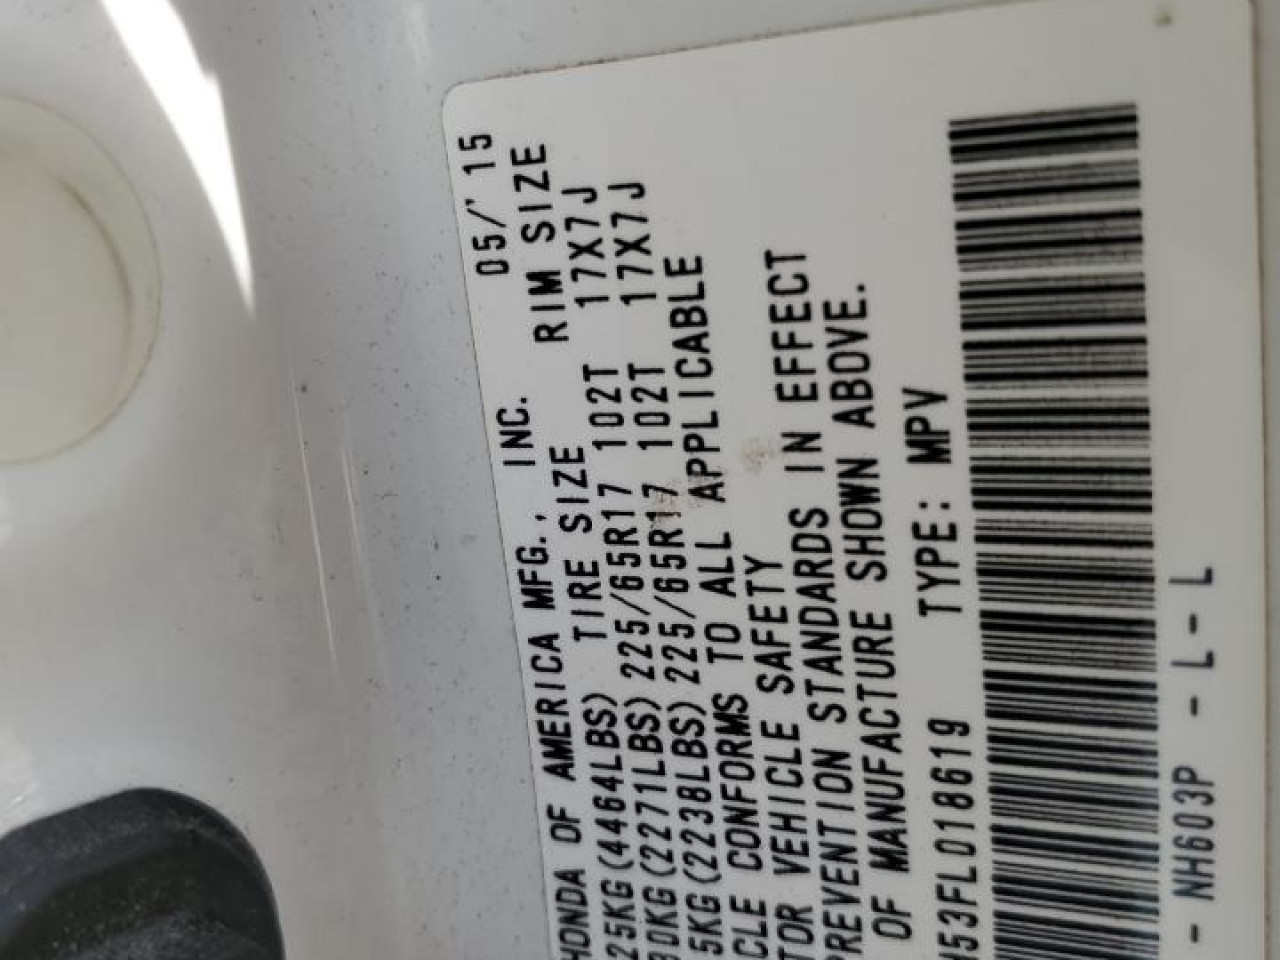 HONDA OF AMERICA MFG., INC. 05/'15
25KG(4464LBS) TIRE SIZE RIM SIZE
30KG(2271LBS) 225/65R17 102T 17X7J
5KG(2238LBS) 225/65R17 102T 17X7J
CLE CONFORMS TO ALL APPLICABLE
TOR VEHICLE SAFETY
PREVENTION STANDARDS IN EFFECT
OF MANUFACTURE SHOWN ABOVE.
H53FL018619 TYPE: MPV
- NH603P - L - L